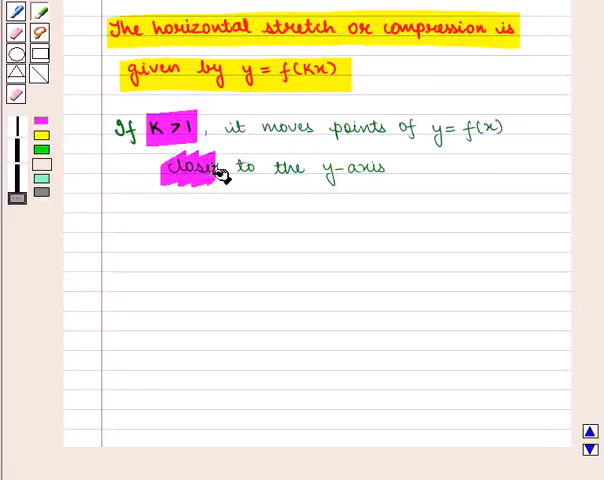 The horizontal stretch or compression is
given by y = f(Kx)
If K > 1, it moves points of y = f(x)
closer to the y-axis